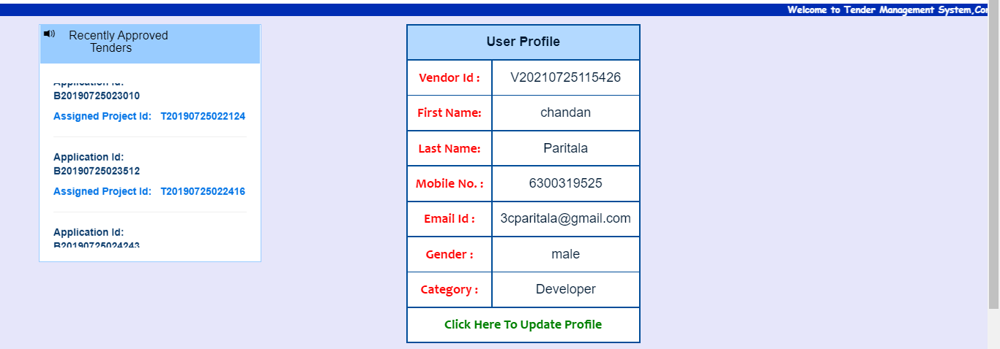 Welcome to Tender Management System,
Recently Approved
Tenders
Application Id:
B20190725023010
Assigned Project Id: T20190725022124
Application Id:
B20190725023512
Assigned Project Id: T20190725022416
Application Id:
B20190725024243
User Profile
Vendor Id : V20210725115426
First Name: chandan
Last Name: Paritala
Mobile No. : 6300319525
Email Id : 3cparitala@gmail.com
Gender : male
Category : Developer
Click Here To Update Profile